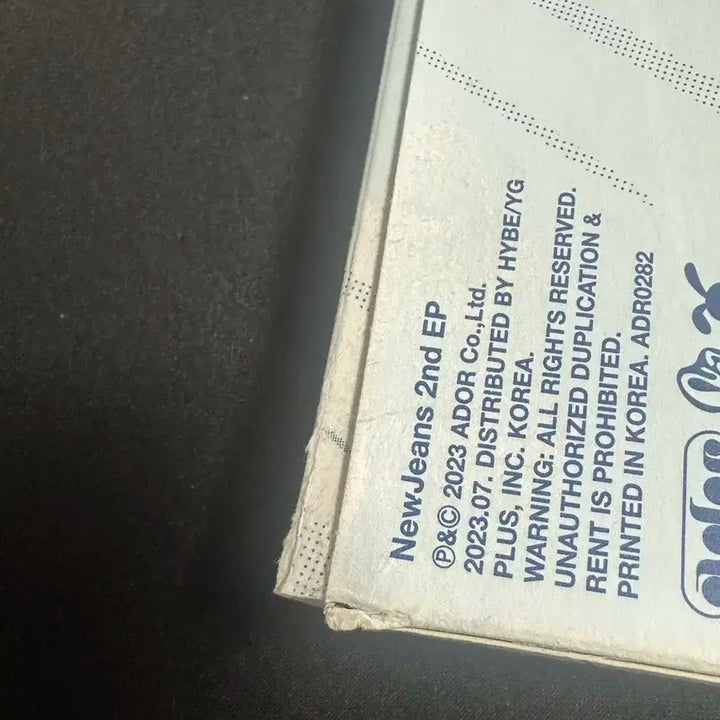 NewJeans 2nd EP
℗&© 2023 ADOR Co.,Ltd.
2023.07. DISTRIBUTED BY HYBE/YG
PLUS, INC. KOREA.
WARNING: ALL RIGHTS RESERVED.
UNAUTHORIZED DUPLICATION &
RENT IS PROHIBITED.
PRINTED IN KOREA. ADR0282